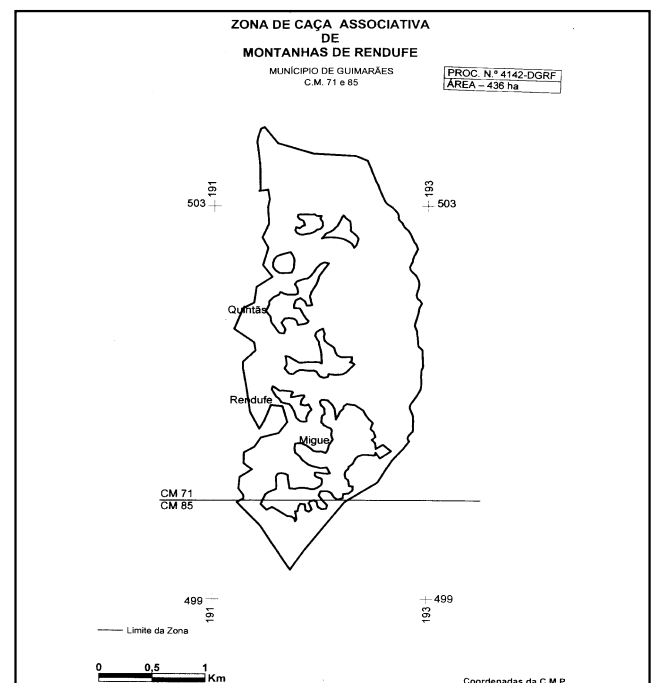 ZONA DE CAÇA ASSOCIATIVA
DE
MONTANHAS DE RENDUFE
MUNÍCIPIO DE GUIMARÃES
C.M. 71 e 85
PROC. N.º 4142-DGRF
ÁREA – 436 ha
191
193
503
503
Quintãs
Rendufe
Migue
CM 71
CM 85
499
499
191
193
Limite da Zona
0 0,5 1
Km
Coordenadas da C.M.P.